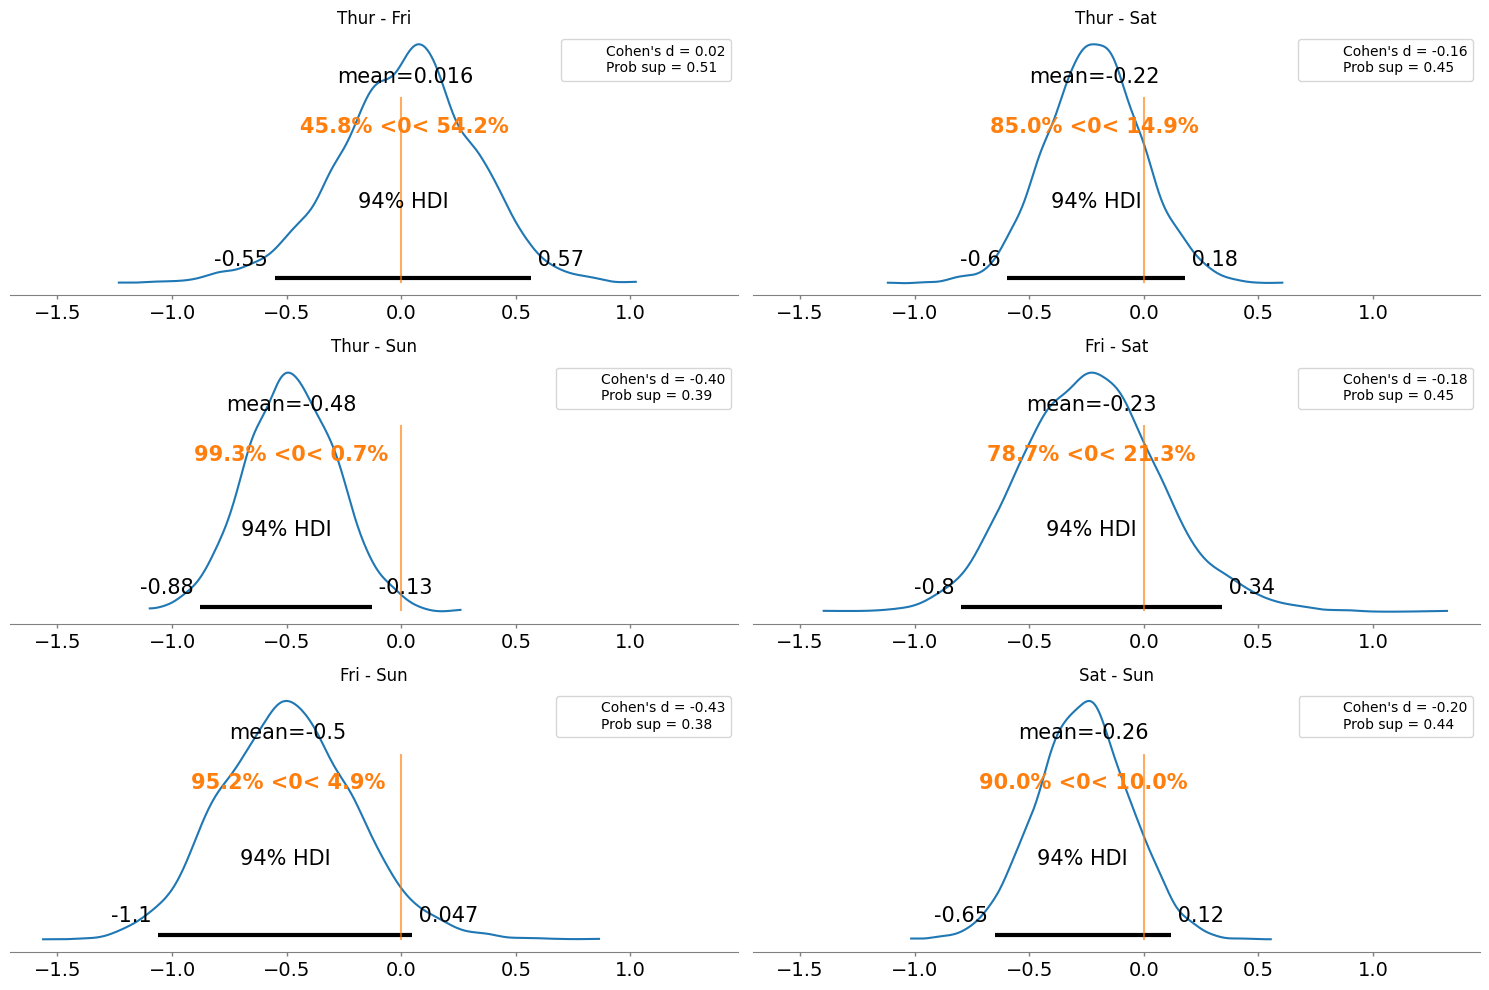 Thur - Fri
Cohen's d = 0.02
Prob sup = 0.51
mean=0.016
45.8% <0< 54.2%
94% HDI
-0.55
0.57
−1.5 −1.0 −0.5 0.0 0.5 1.0
Thur - Sat
Cohen's d = -0.16
Prob sup = 0.45
mean=-0.22
85.0% <0< 14.9%
94% HDI
-0.6
0.18
−1.5 −1.0 −0.5 0.0 0.5 1.0
Thur - Sun
Cohen's d = -0.40
Prob sup = 0.39
mean=-0.48
99.3% <0< 0.7%
94% HDI
-0.88
-0.13
−1.5 −1.0 −0.5 0.0 0.5 1.0
Fri - Sat
Cohen's d = -0.18
Prob sup = 0.45
mean=-0.23
78.7% <0< 21.3%
94% HDI
-0.8
0.34
−1.5 −1.0 −0.5 0.0 0.5 1.0
Fri - Sun
Cohen's d = -0.43
Prob sup = 0.38
mean=-0.5
95.2% <0< 4.9%
94% HDI
-1.1
0.047
−1.5 −1.0 −0.5 0.0 0.5 1.0
Sat - Sun
Cohen's d = -0.20
Prob sup = 0.44
mean=-0.26
90.0% <0< 10.0%
94% HDI
-0.65
0.12
−1.5 −1.0 −0.5 0.0 0.5 1.0